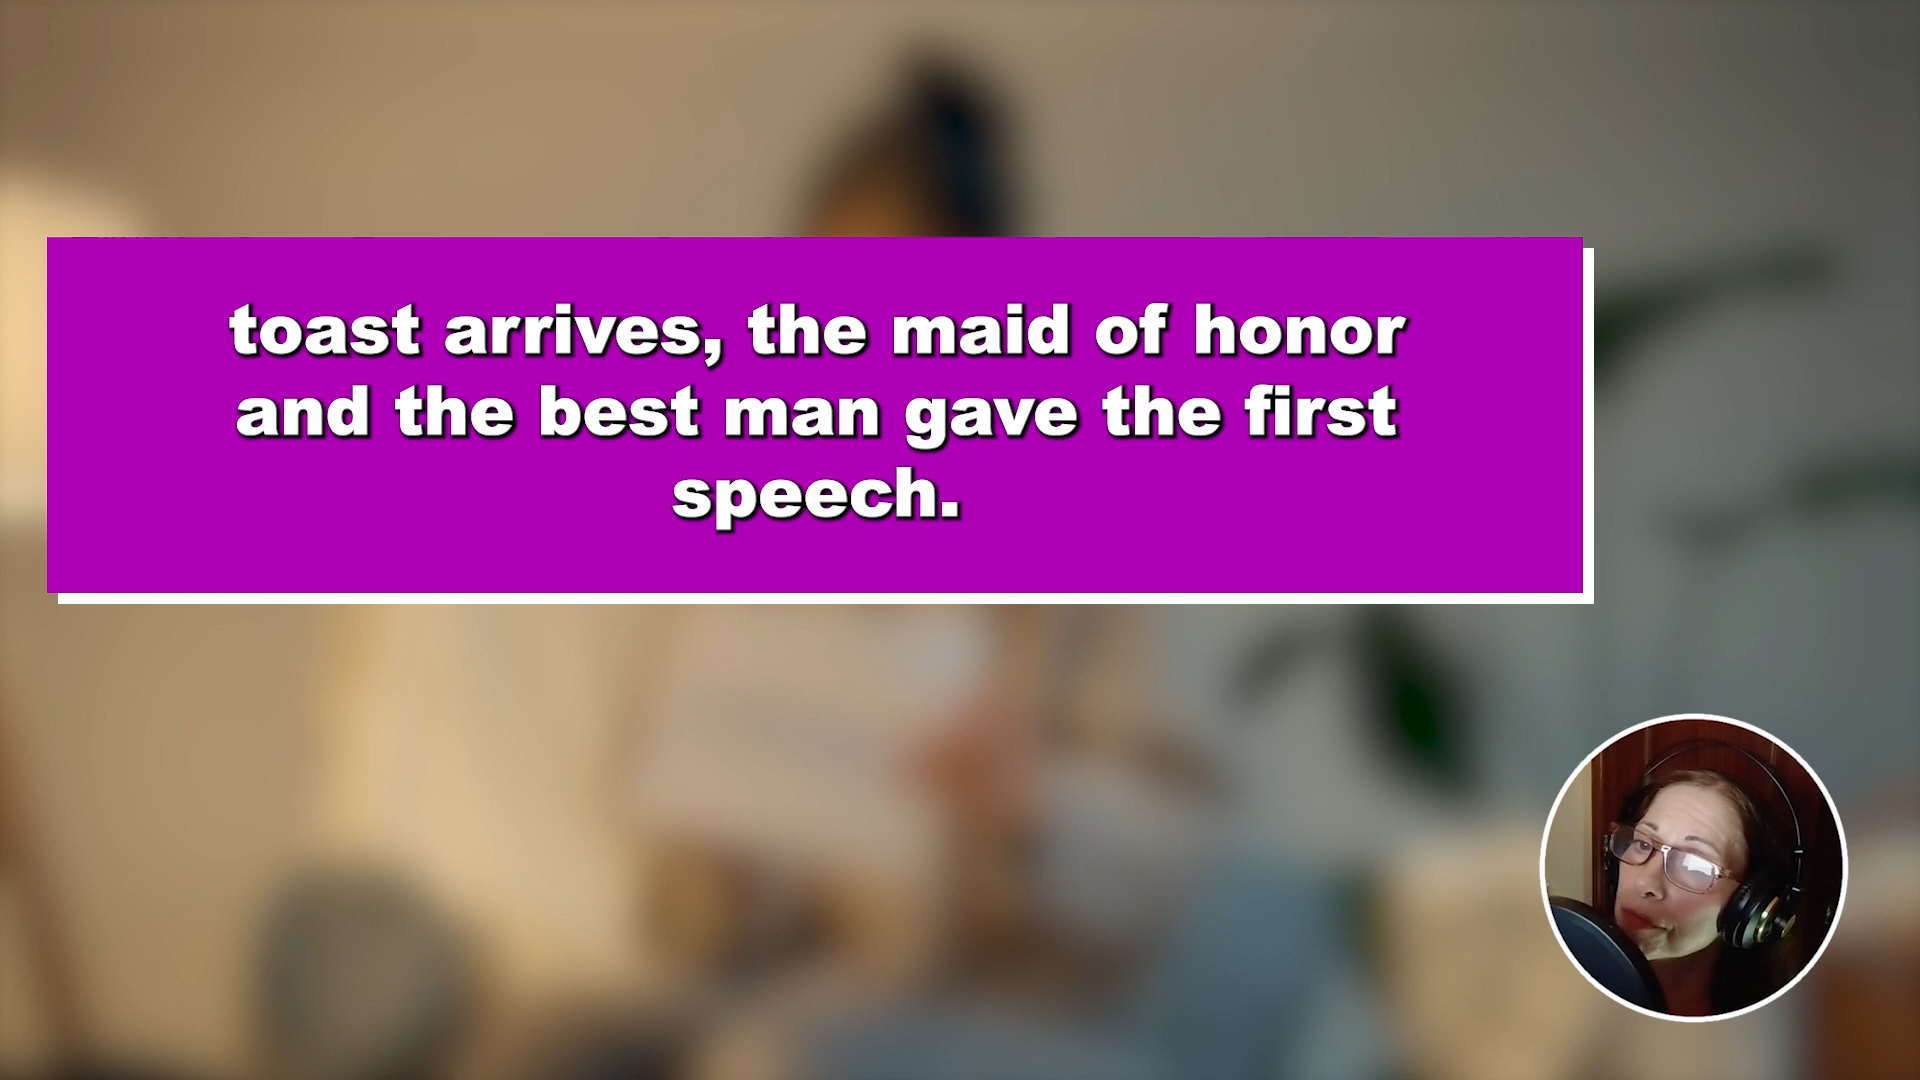 toast arrives, the maid of honor
and the best man gave the first
speech.